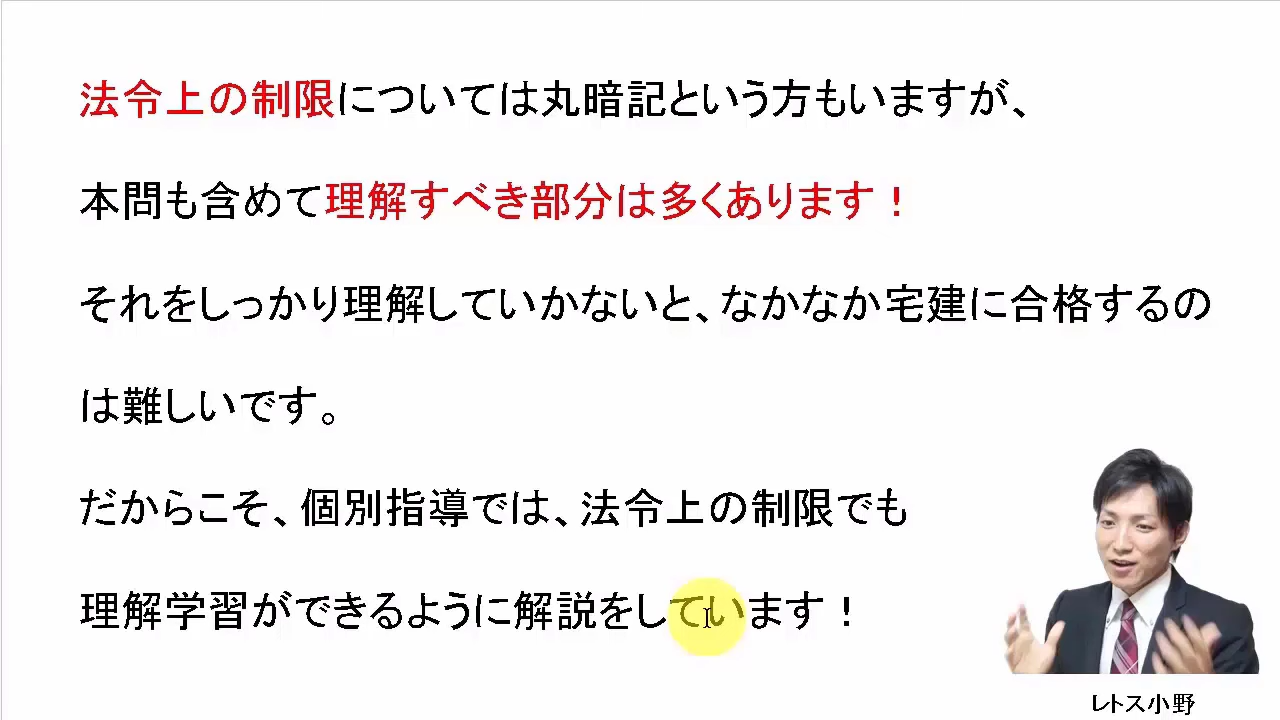 法令上の制限については丸暗記という方もいますが、
本問も含めて理解すべき部分は多くあります！
それをしっかり理解していかないと、なかなか宅建に合格するの
は難しいです。
だからこそ、個別指導では、法令上の制限でも
理解学習ができるように解説をしています！
レトス小野